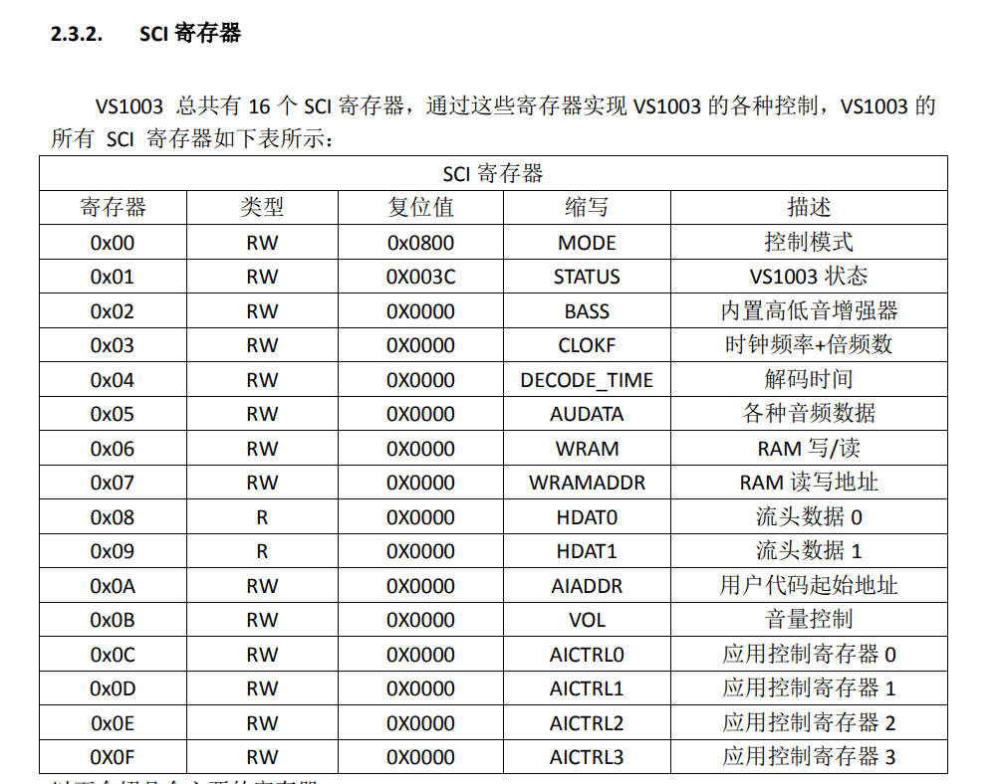 2.3.2. SCI 寄存器
VS1003 总共有 16 个 SCI 寄存器，通过这些寄存器实现 VS1003 的各种控制，VS1003 的
所有 SCI 寄存器如下表所示：
SCI 寄存器
寄存器 类型 复位值 缩写 描述
0x00 RW 0x0800 MODE 控制模式
0x01 RW 0X003C STATUS VS1003 状态
0x02 RW 0X0000 BASS 内置高低音增强器
0x03 RW 0X0000 CLOKF 时钟频率+倍频数
0x04 RW 0X0000 DECODE_TIME 解码时间
0x05 RW 0X0000 AUDATA 各种音频数据
0x06 RW 0X0000 WRAM RAM 写/读
0x07 RW 0X0000 WRAMADDR RAM 读写地址
0x08 R 0X0000 HDAT0 流头数据 0
0x09 R 0X0000 HDAT1 流头数据 1
0x0A RW 0X0000 AIADDR 用户代码起始地址
0x0B RW 0X0000 VOL 音量控制
0x0C RW 0X0000 AICTRL0 应用控制寄存器 0
0x0D RW 0X0000 AICTRL1 应用控制寄存器 1
0x0E RW 0X0000 AICTRL2 应用控制寄存器 2
0X0F RW 0X0000 AICTRL3 应用控制寄存器 3